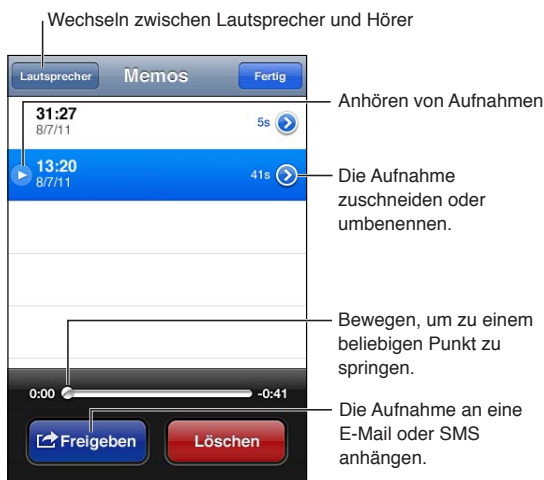 Wechseln zwischen Lautsprecher und Hörer
Lautsprecher Memos Fertig
31:27
8/7/11
5s
Anhören von Aufnahmen
13:20
8/7/11
41s
Die Aufnahme
zuschneiden oder
umbenennen.
Bewegen, um zu einem
beliebigen Punkt zu
springen.
0:00 -0:41
Freigeben Löschen
Die Aufnahme an eine
E-Mail oder SMS
anhängen.